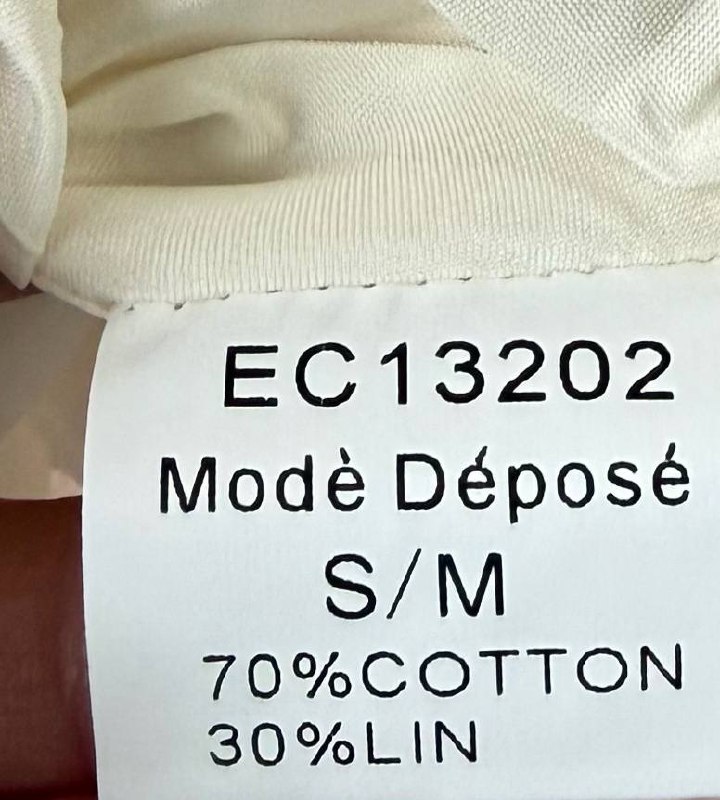 EC13202
Modè Déposé
S/M
70%COTTON
30%LIN